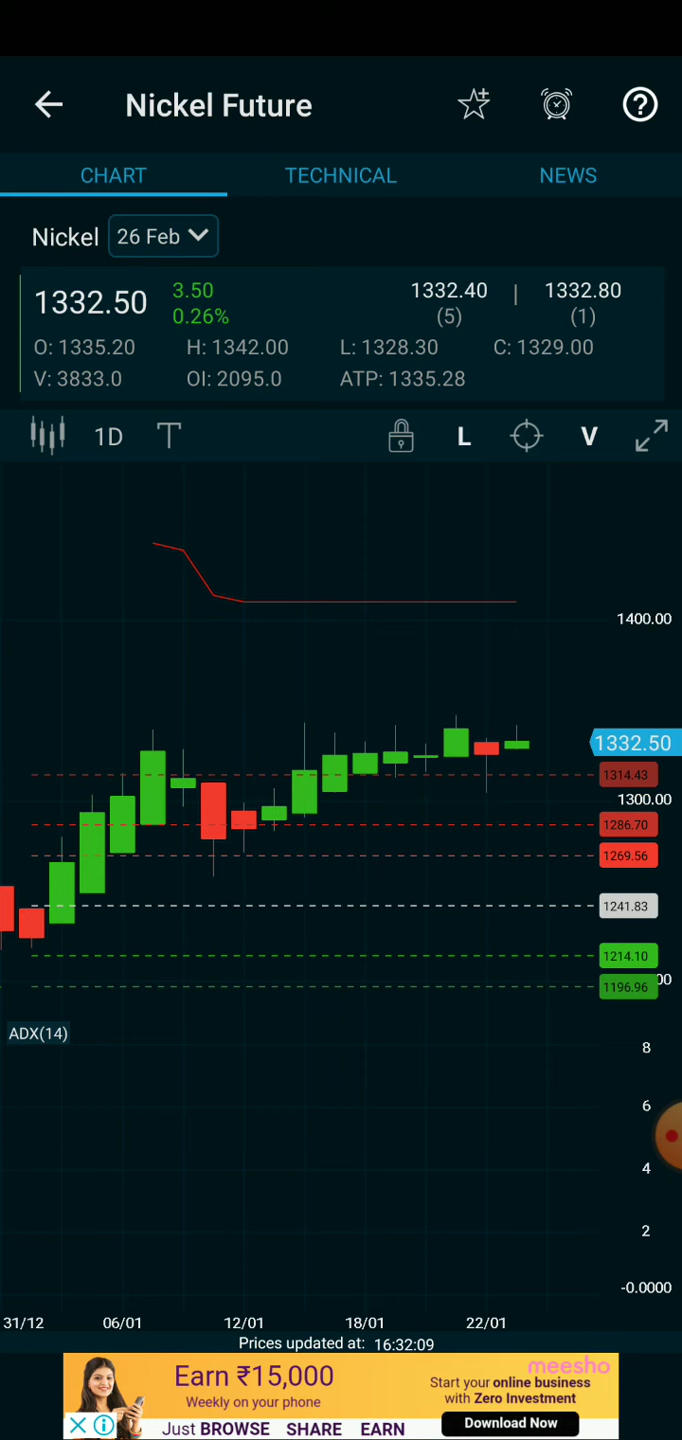 Nickel Future
CHART TECHNICAL NEWS
Nickel 26 Feb
1332.50 3.50 1332.40 | 1332.80
0.26% (5) (1)
O: 1335.20 H: 1342.00 L: 1328.30 C: 1329.00
V: 3833.0 OI: 2095.0 ATP: 1335.28
1D T L V
1400.00
1332.50
1314.43
1300.00
1286.70
1269.56
1241.83
1214.10
00
1196.96
ADX(14)
8
6
4
2
-0.0000
31/12 06/01 12/01 18/01 22/01
Prices updated at: 16:32:09
meesho
Earn ₹15,000
Weekly on your phone
Start your online business
with Zero Investment
Just BROWSE SHARE EARN
Download Now